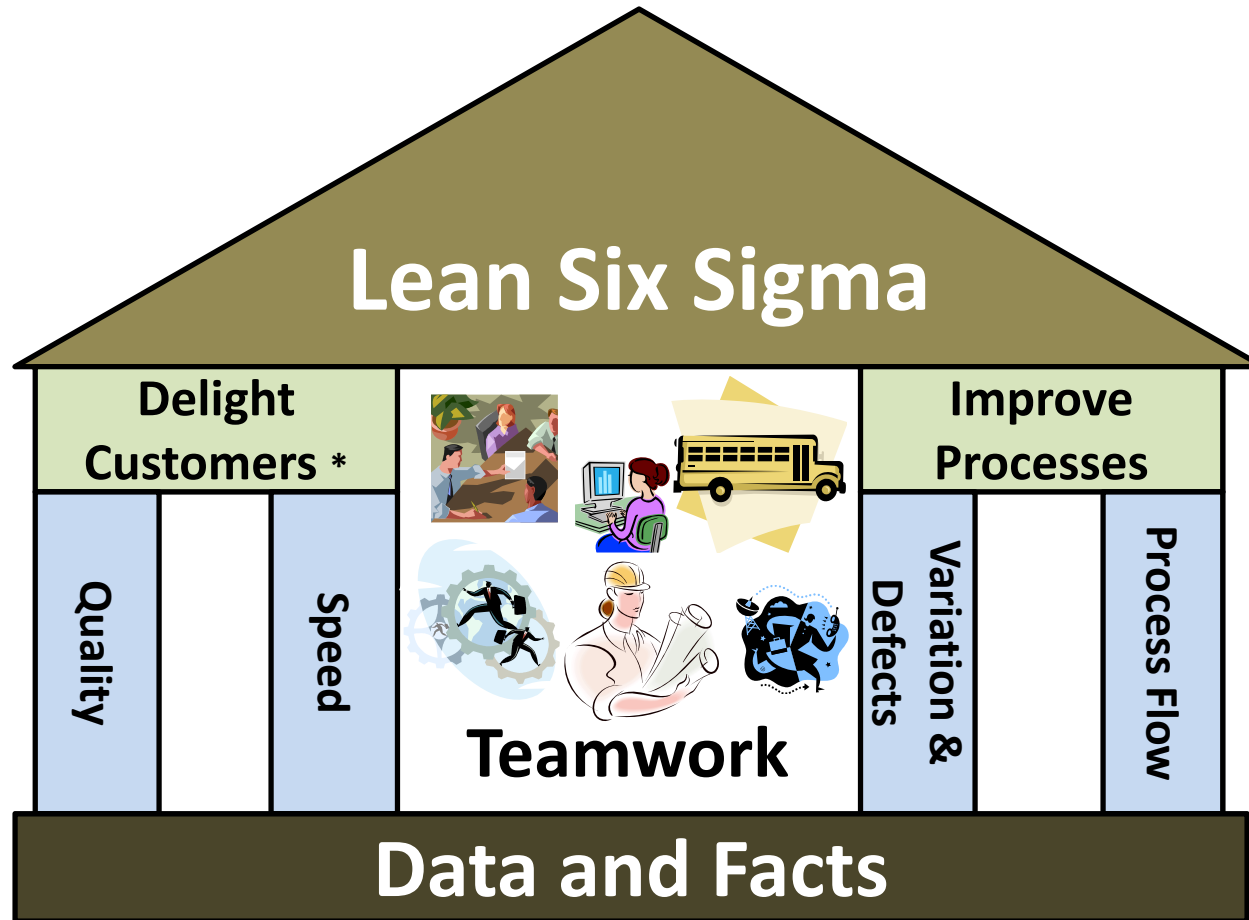 Lean Six Sigma
Delight
Customers *
Improve
Processes
Quality
Speed
Teamwork
Variation &
Defects
Process Flow
Data and Facts